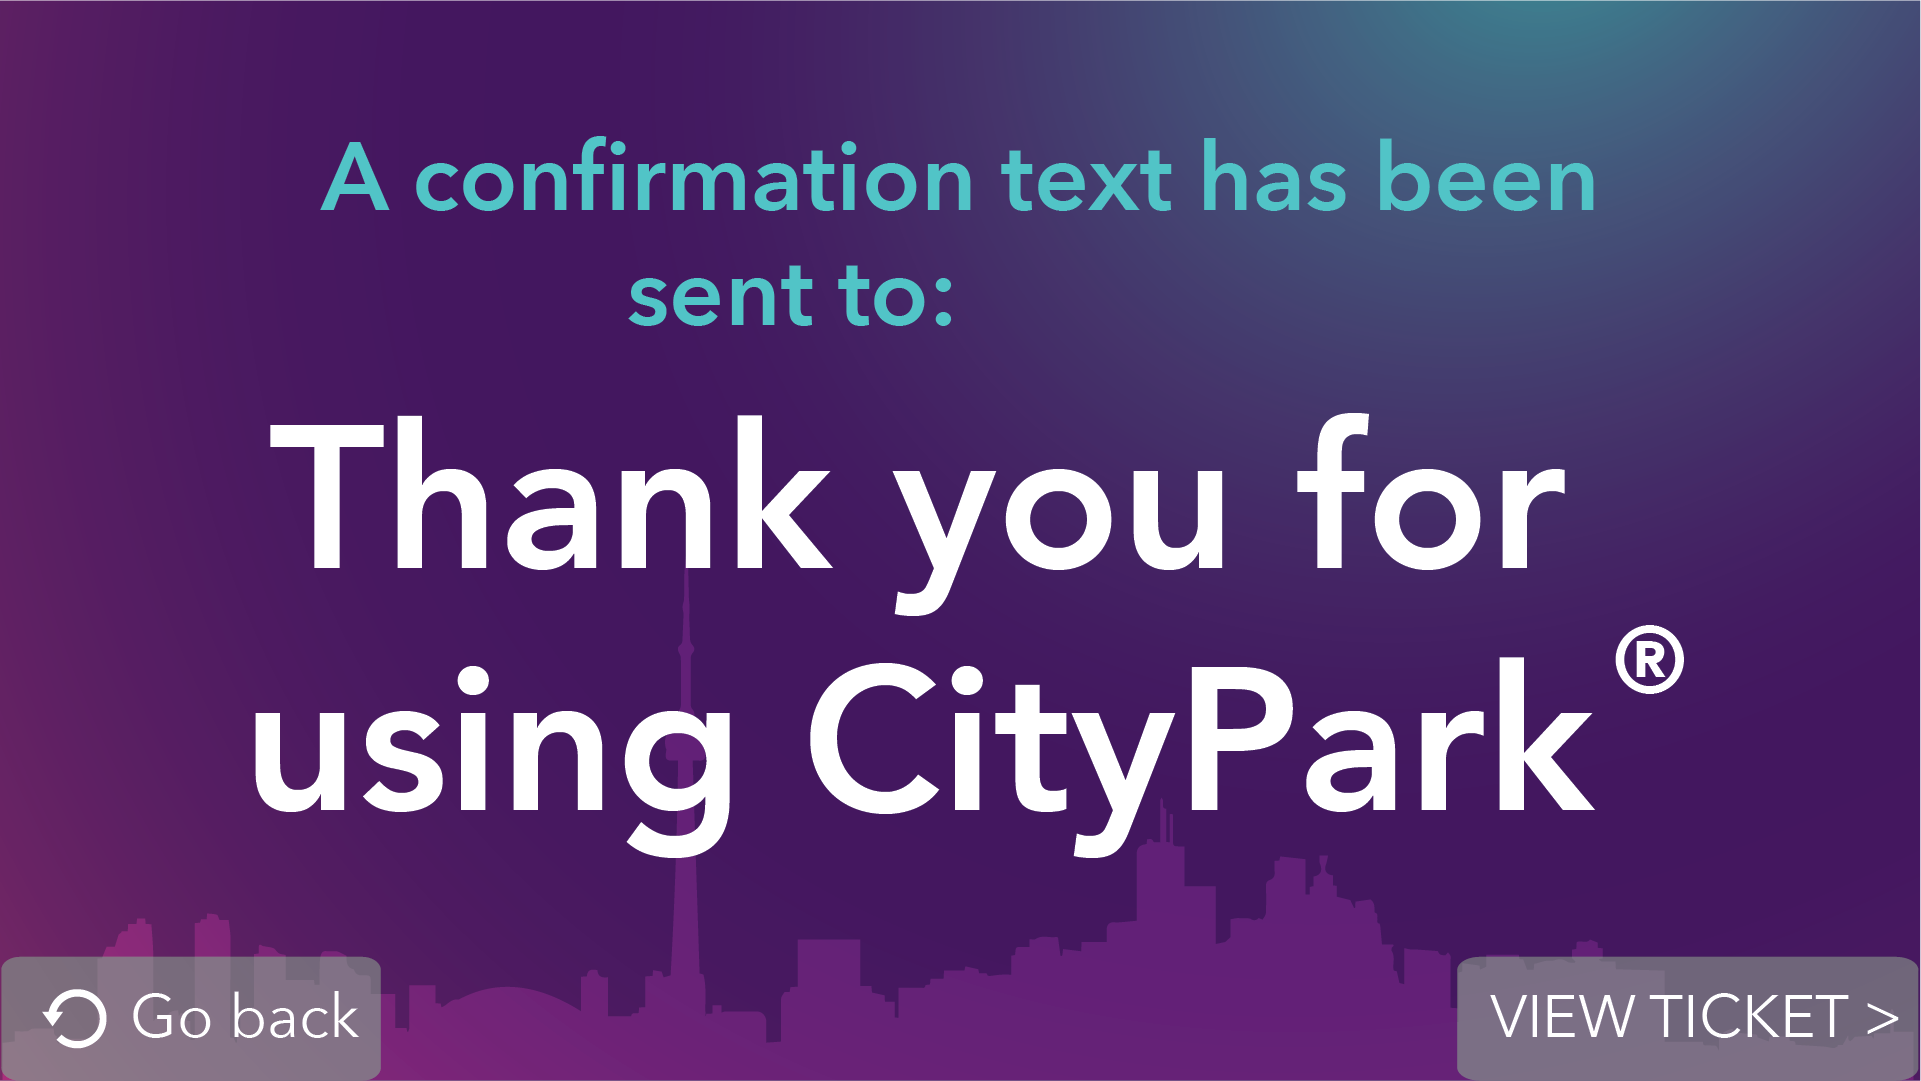 A confirmation text has been
sent to:
Thank you for
using CityPark®
Go back
VIEW TICKET >